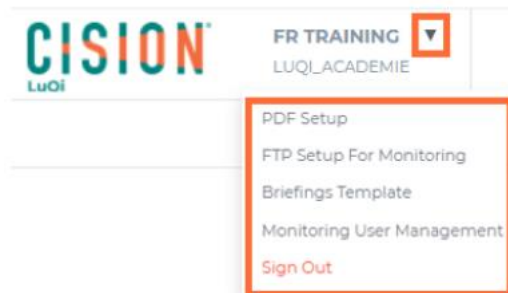 CISION
LuQi
FR TRAINING ▼
LUQI_ACADEMIE
PDF Setup
FTP Setup For Monitoring
Briefings Template
Monitoring User Management
Sign Out